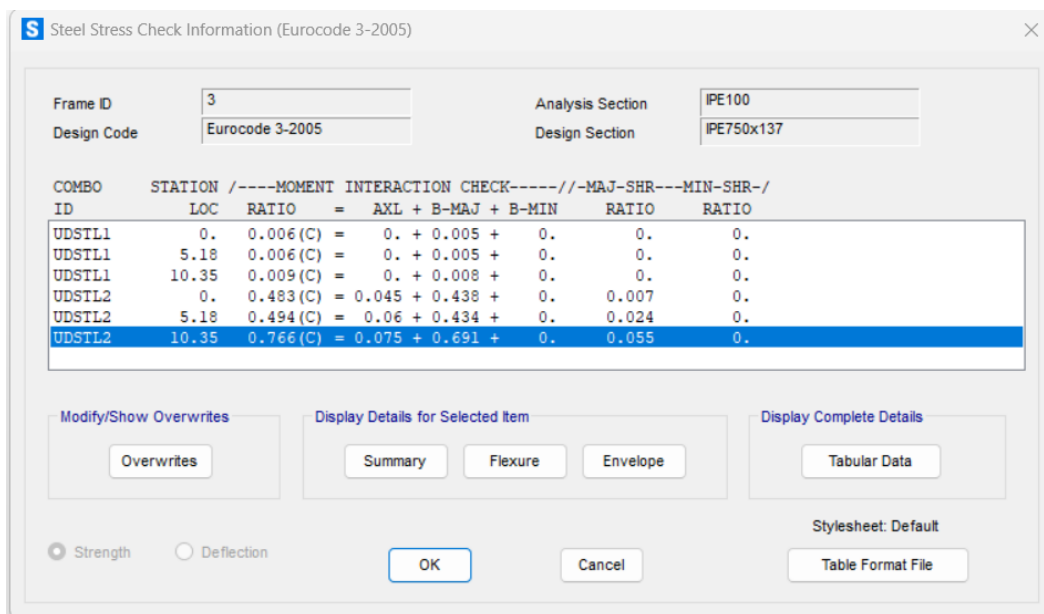 S Steel Stress Check Information (Eurocode 3-2005)
Frame ID 3 Analysis Section IPE100
Design Code Eurocode 3-2005 Design Section IPE750x137
COMBO STATION /----MOMENT INTERACTION CHECK-----//-MAJ-SHR---MIN-SHR-/
ID LOC RATIO = AXL + B-MAJ + B-MIN RATIO RATIO
UDSTL1 0. 0.006(C) = 0. + 0.005 + 0. 0. 0.
UDSTL1 5.18 0.006(C) = 0. + 0.005 + 0. 0. 0.
UDSTL1 10.35 0.009(C) = 0. + 0.008 + 0. 0. 0.
UDSTL2 0. 0.483(C) = 0.045 + 0.438 + 0. 0.007 0.
UDSTL2 5.18 0.494(C) = 0.06 + 0.434 + 0. 0.024 0.
UDSTL2 10.35 0.766(C) = 0.075 + 0.691 + 0. 0.055 0.
Modify/Show Overwrites Display Details for Selected Item Display Complete Details
Overwrites Summary Flexure Envelope Tabular Data
Stylesheet: Default
Strength Deflection OK Cancel Table Format File